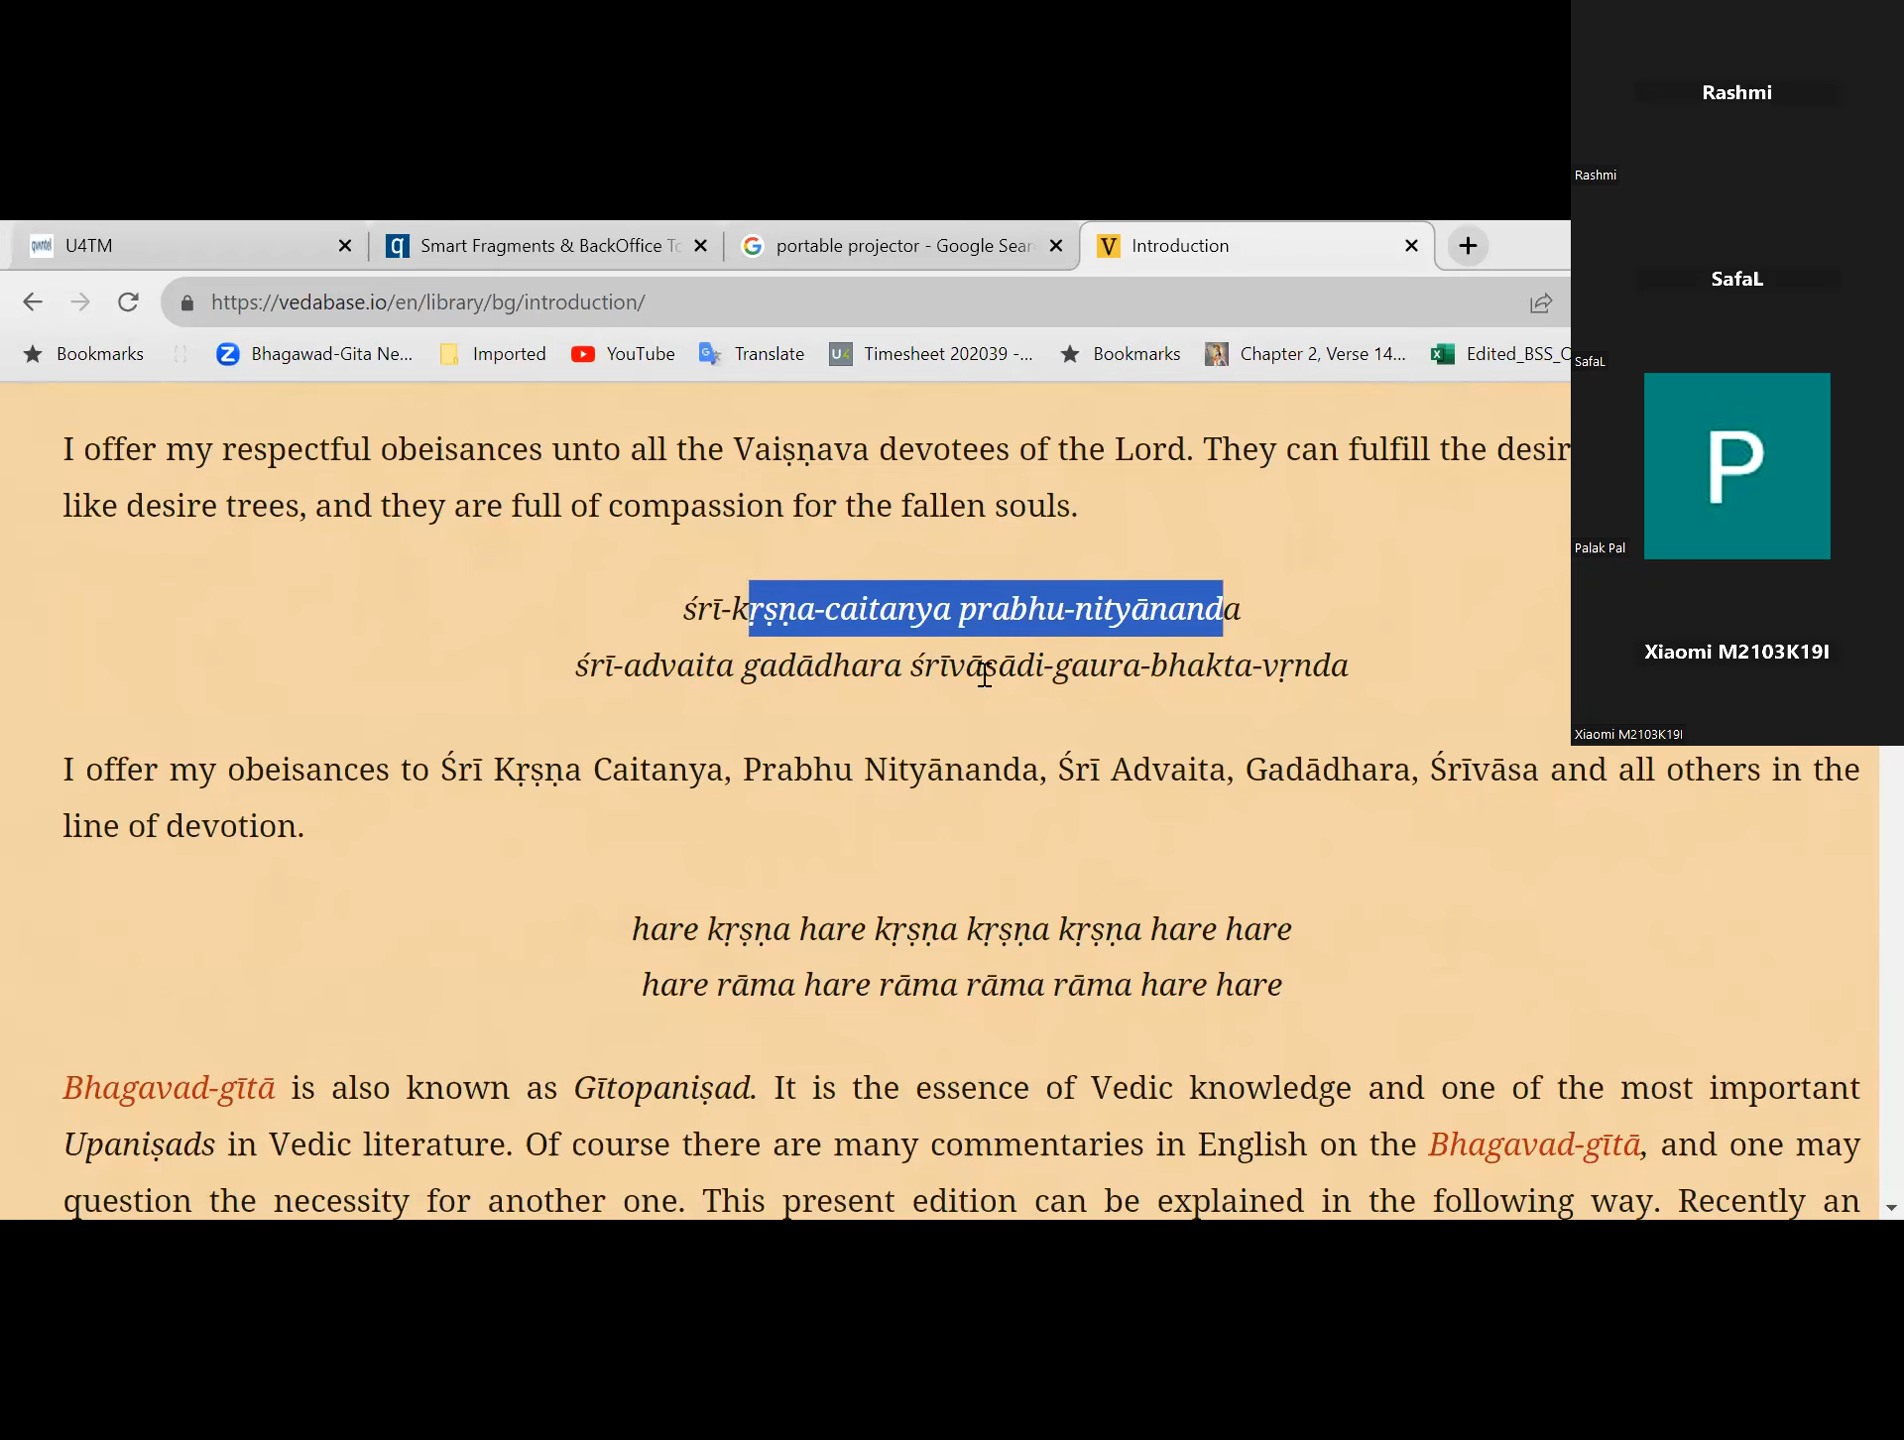 Rashmi
Rashmi
U4TM
Smart Fragments & BackOffice To
portable projector - Google Sear
Introduction
https://vedabase.io/en/library/bg/introduction/
SafaL
SafaL
Bookmarks
Bhagawad-Gita Ne...
Imported
YouTube
Translate
Timesheet 202039 -...
Bookmarks
Chapter 2, Verse 14...
Edited_BSS_O
P
Palak Pal
Xiaomi M2103K19I
Xiaomi M2103K19I
I offer my respectful obeisances unto all the Vaiṣṇava devotees of the Lord. They can fulfill the desir
like desire trees, and they are full of compassion for the fallen souls.
śrī-kṛṣṇa-caitanya prabhu-nityānanda
śrī-advaita gadādhara śrīvāsādi-gaura-bhakta-vṛnda
I offer my obeisances to Śrī Kṛṣṇa Caitanya, Prabhu Nityānanda, Śrī Advaita, Gadādhara, Śrīvāsa and all others in the
line of devotion.
hare kṛṣṇa hare kṛṣṇa kṛṣṇa kṛṣṇa hare hare
hare rāma hare rāma rāma rāma hare hare
Bhagavad-gītā is also known as Gītopaniṣad. It is the essence of Vedic knowledge and one of the most important
Upaniṣads in Vedic literature. Of course there are many commentaries in English on the Bhagavad-gītā, and one may
question the necessity for another one. This present edition can be explained in the following way. Recently an